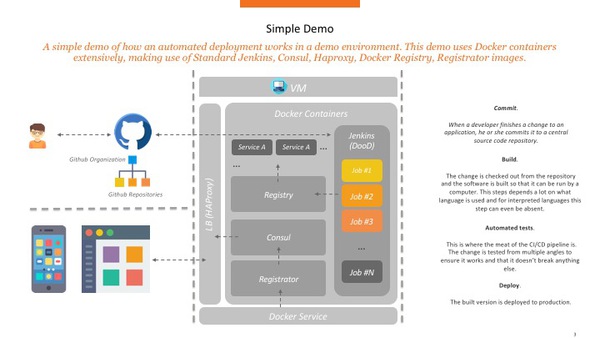 Simple Demo
A simple demo of how an automated deployment works in a demo environment. This demo uses Docker containers
extensively, making use of Standard Jenkins, Consul, Haproxy, Docker Registry, Registrator images.
VM
Docker Containers
Service A
Service A
...
...
Jenkins
(DooD)
Job #1
Job #2
Job #3
...
Job #N
Registry
Consul
Registrator
LB (HAProxy)
Docker Service
Github Organization
Github Repositories
Commit.
When a developer finishes a change to an
application, he or she commits it to a central
source code repository.
Build.
The change is checked out from the repository
and the software is built so that it can be run by a
computer. This steps depends a lot on what
language is used and for interpreted languages this
step can even be absent.
Automated tests.
This is where the meat of the CI/CD pipeline is.
The change is tested from multiple angles to
ensure it works and that it doesn't break anything
else.
Deploy.
The built version is deployed to production.